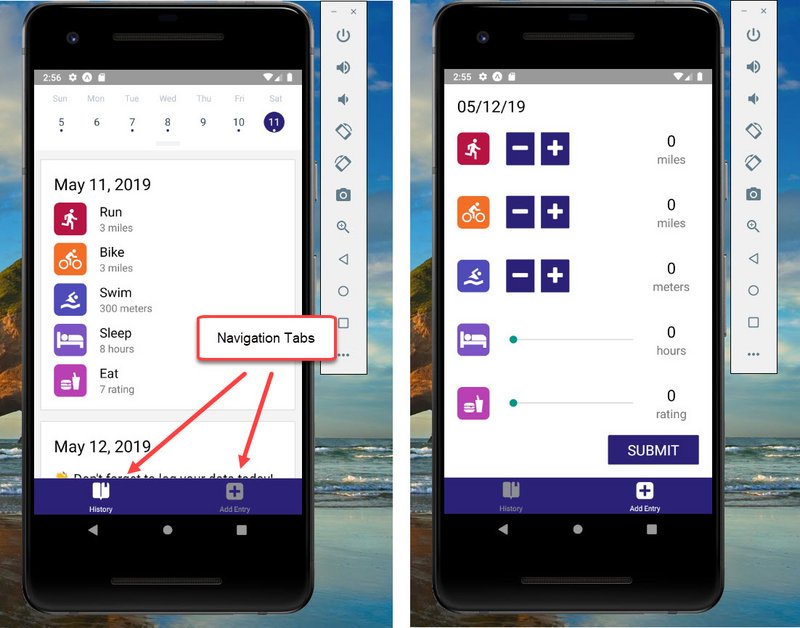 2:56
Sun Mon Tue Wed Thu Fri Sat
5 6 7 8 9 10 11
May 11, 2019
Run
3 miles
Bike
3 miles
Swim
300 meters
Sleep
8 hours
Eat
7 rating
Navigation Tabs
May 12, 2019
Don't forget to log your data today!
History Add Entry
2:55
05/12/19
0
miles
0
miles
0
meters
0
hours
0
rating
SUBMIT
History Add Entry